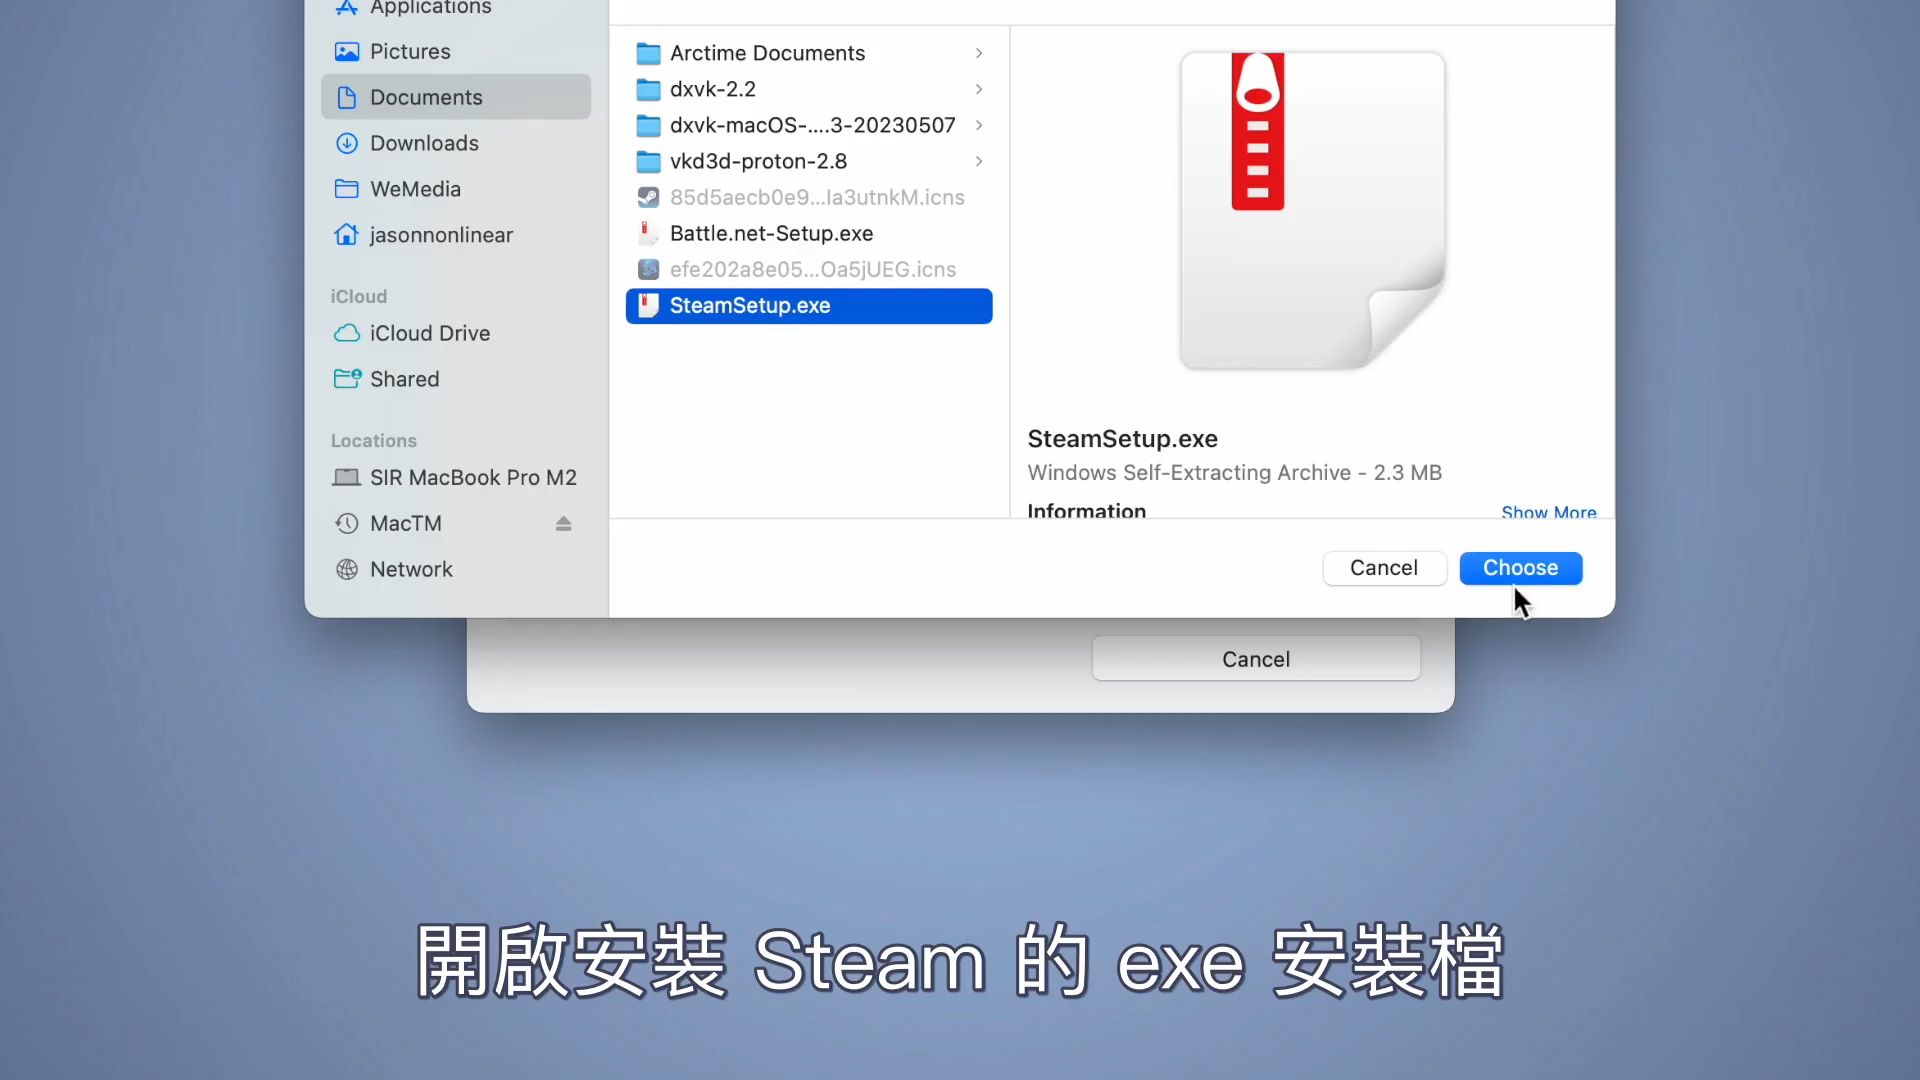 Applications
Pictures
Documents
Downloads
WeMedia
jasonnonlinear
iCloud
iCloud Drive
Shared
Locations
SIR MacBook Pro M2
MacTM
Network
Arctime Documents
dxvk-2.2
dxvk-macOS-....3-20230507
vkd3d-proton-2.8
85d5aecb0e9...Ia3utnkM.icns
Battle.net-Setup.exe
efe202a8e05...Oa5jUEG.icns
SteamSetup.exe
SteamSetup.exe
Windows Self-Extracting Archive - 2.3 MB
Information Show More
Cancel Choose
Cancel
開啟安裝 Steam 的 exe 安裝檔